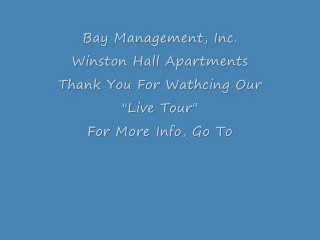 Bay Management, Inc.
Winston Hall Apartments
Thank You For Wathcing Our
"Live Tour"
For More Info, Go To